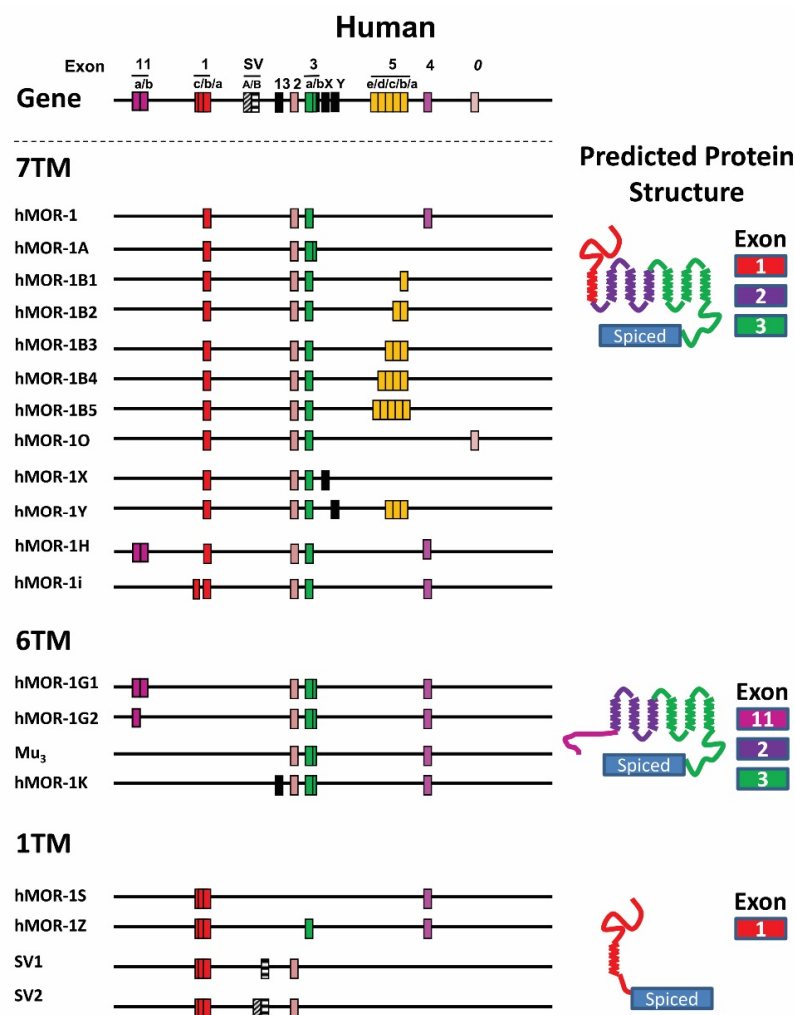 Human
Exon 11 1 SV 3 5 4 0
a/b c/b/a A/B 13 2 a/b X Y e/d/c/b/a
Gene
7TM
Predicted Protein
Structure
hMOR-1
hMOR-1A
hMOR-1B1
hMOR-1B2
hMOR-1B3
hMOR-1B4
hMOR-1B5
hMOR-1O
hMOR-1X
hMOR-1Y
hMOR-1H
hMOR-1i
Exon
1
2
3
Spiced
6TM
hMOR-1G1
hMOR-1G2
Mu3
hMOR-1K
Exon
11
2
3
Spiced
1TM
hMOR-1S
hMOR-1Z
SV1
SV2
Exon
1
Spiced